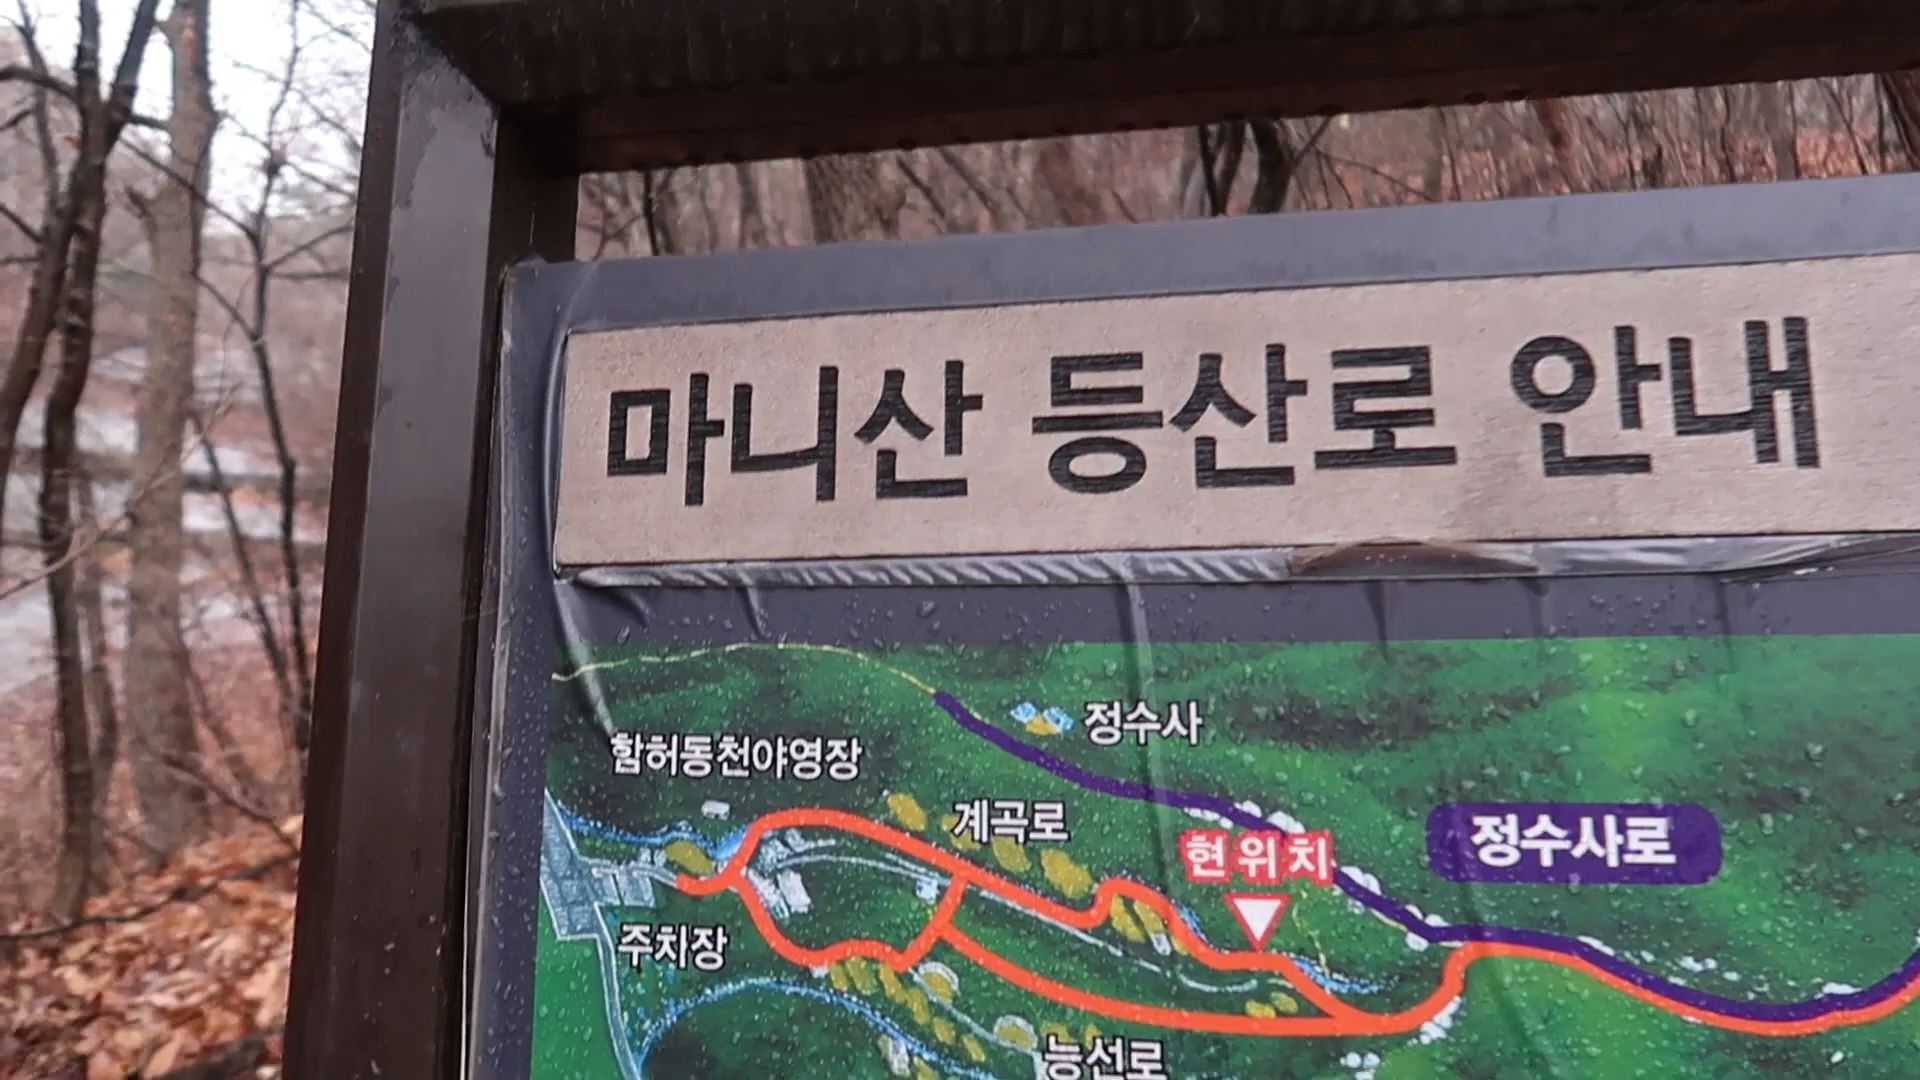 마니산 등산로 안내
정수사
함허동천야영장
계곡로
현위치
정수사로
주차장
능선로